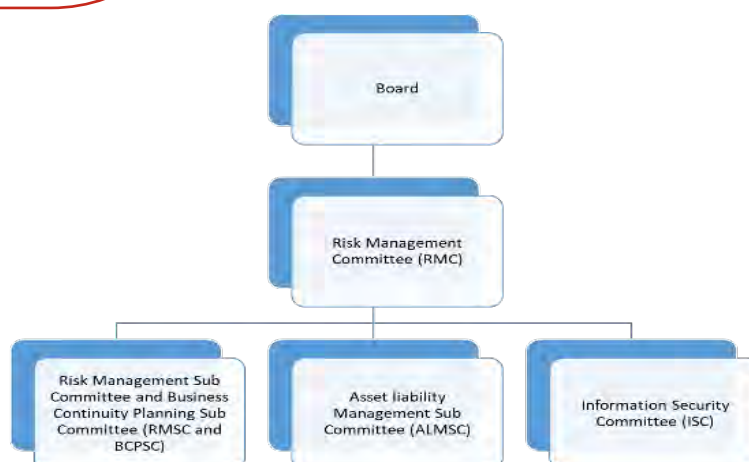 Board
Risk Management
Committee (RMC)
Risk Management Sub
Committee and Business
Continuity Planning Sub
Committee (RMSC and
BCPSC)
Asset liability
Management Sub
Committee (ALMSC)
Information Security
Committee (ISC)